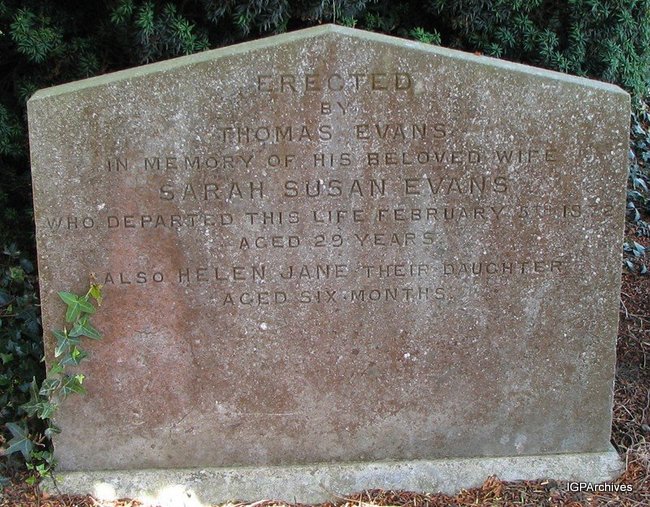 ERECTED
BY
THOMAS EVANS
IN MEMORY OF HIS BELOVED WIFE
SARAH SUSAN EVANS
WHO DEPARTED THIS LIFE FEBRUARY
AGED 29 YEARS.
ALSO HELEN JANE THEIR DAUGHTER
AGED SIX MONTHS.
IGPArchives